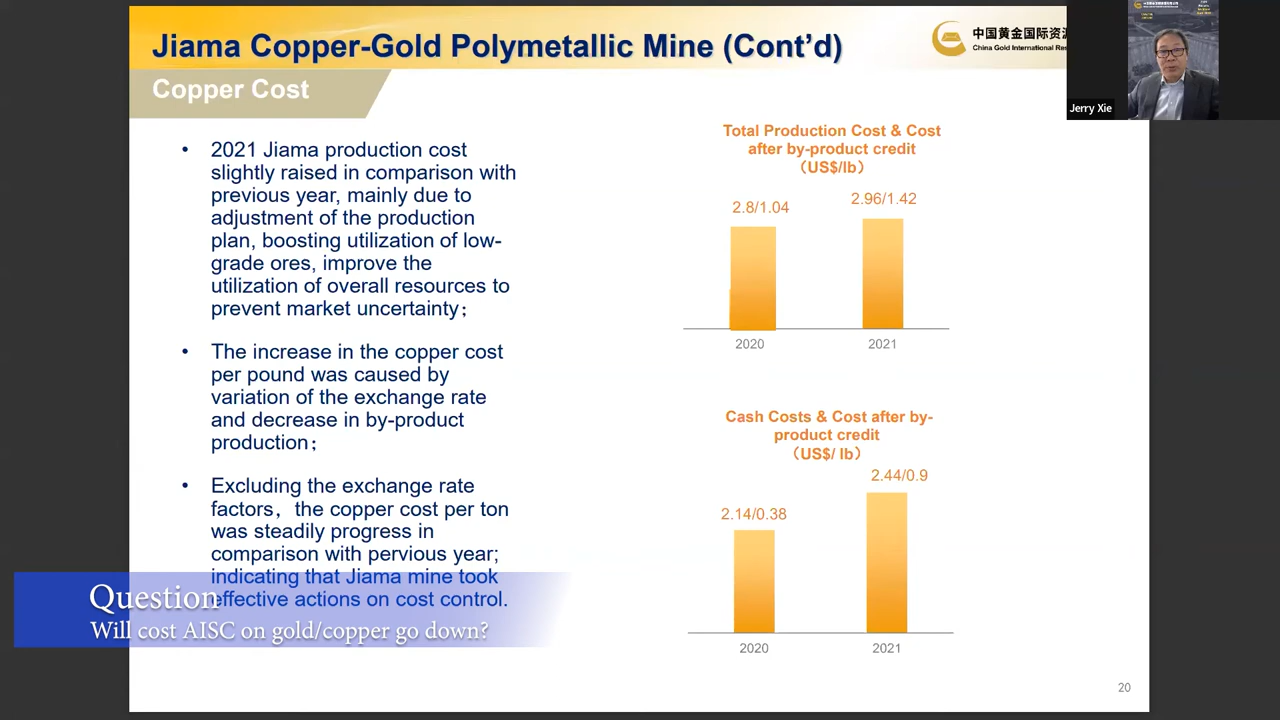 Jiama Copper-Gold Polymetallic Mine (Cont'd)
中国黄金国际资
China Gold International Res
Jerry Xie
Copper Cost
• 2021 Jiama production cost
slightly raised in comparison with
previous year, mainly due to
adjustment of the production
plan, boosting utilization of low-
grade ores, improve the
utilization of overall resources to
prevent market uncertainty；
• The increase in the copper cost
per pound was caused by
variation of the exchange rate
and decrease in by-product
production；
• Excluding the exchange rate
factors，the copper cost per ton
was steadily progress in
comparison with pervious year;
indicating that Jiama mine took
effective actions on cost control.
Total Production Cost & Cost
after by-product credit
（US$/lb）
2.8/1.04
2.96/1.42
2020
2021
Cash Costs & Cost after by-
product credit
（US$/ lb）
2.14/0.38
2.44/0.9
2020
2021
Question
Will cost AISC on gold/copper go down?
20